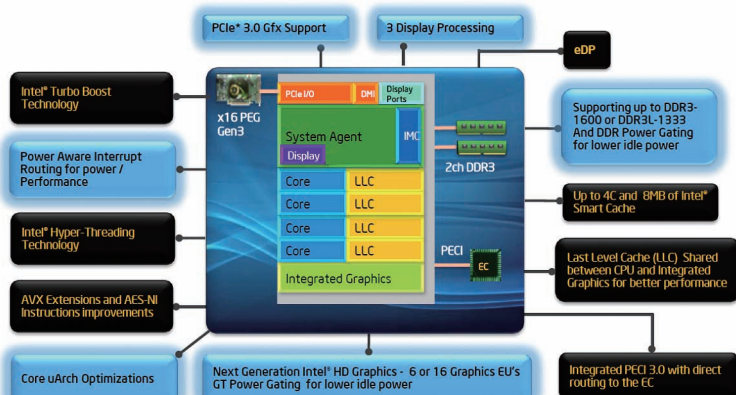 PCIe* 3.0 Gfx Support
3 Display Processing
eDP
Intel® Turbo Boost
Technology
x16 PEG
Gen3
PCIe I/O
DMI
Display
Ports
System Agent
IMC
Display
2ch DDR3
Supporting up to DDR3-
1600 or DDR3L-1333
And DDR Power Gating
for lower idle power
Power Aware Interrupt
Routing for power /
Performance
Core LLC
Core LLC
Core LLC
Core LLC
Up to 4C and 8MB of Intel®
Smart Cache
Intel® Hyper-Threading
Technology
PECI
EC
Last Level Cache (LLC) Shared
between CPU and Integrated
Graphics for better performance
Integrated Graphics
AVX Extensions and AES-NI
Instructions improvements
Core uArch Optimizations
Next Generation Intel® HD Graphics - 6 or 16 Graphics EU's
GT Power Gating for lower idle power
Integrated PECI 3.0 with direct
routing to the EC